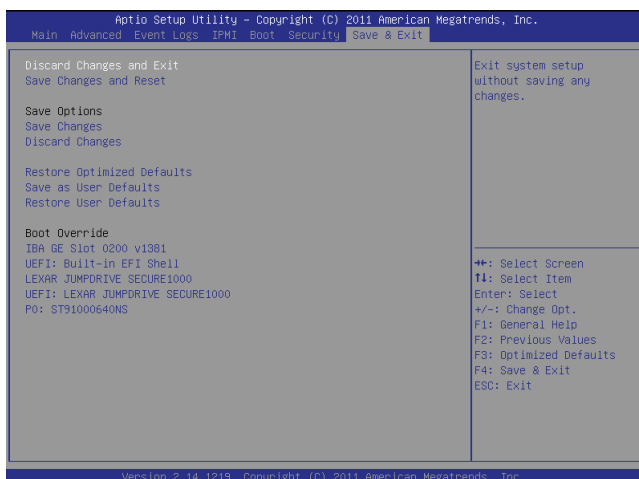 Aptio Setup Utility – Copyright (C) 2011 American Megatrends, Inc.
Main Advanced Event Logs IPMI Boot Security Save & Exit
Discard Changes and Exit
Save Changes and Reset
Save Options
Save Changes
Discard Changes
Restore Optimized Defaults
Save as User Defaults
Restore User Defaults
Boot Override
IBA GE Slot 0200 v1381
UEFI: Built-in EFI Shell
LEXAR JUMPDRIVE SECURE1000
UEFI: LEXAR JUMPDRIVE SECURE1000
P0: ST91000640NS
Exit system setup
without saving any
changes.
→←: Select Screen
↑↓: Select Item
Enter: Select
+/-: Change Opt.
F1: General Help
F2: Previous Values
F3: Optimized Defaults
F4: Save & Exit
ESC: Exit
Version 2.14.1219. Copyright (C) 2011 American Megatrends, Inc.